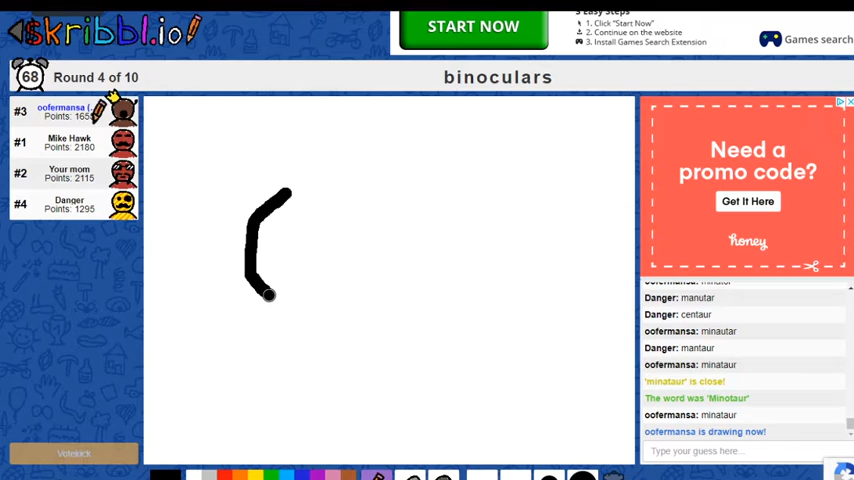 skribbl.io
START NOW
3 Easy Steps
1. Click "Start Now"
2. Continue on the website
3. Install Games Search Extension
Games search
68
Round 4 of 10
binoculars
#3
oofermansa (...
Points: 1655
#1
Mike Hawk
Points: 2180
#2
Your mom
Points: 2115
#4
Danger
Points: 1295
Need a
promo code?
Get It Here
honey
oofermansa: minator
Danger: manutar
Danger: centaur
oofermansa: minautar
Danger: mantaur
oofermansa: minataur
'minataur' is close!
The word was 'Minotaur'
oofermansa: minataur
oofermansa is drawing now!
Type your guess here...
Votekick